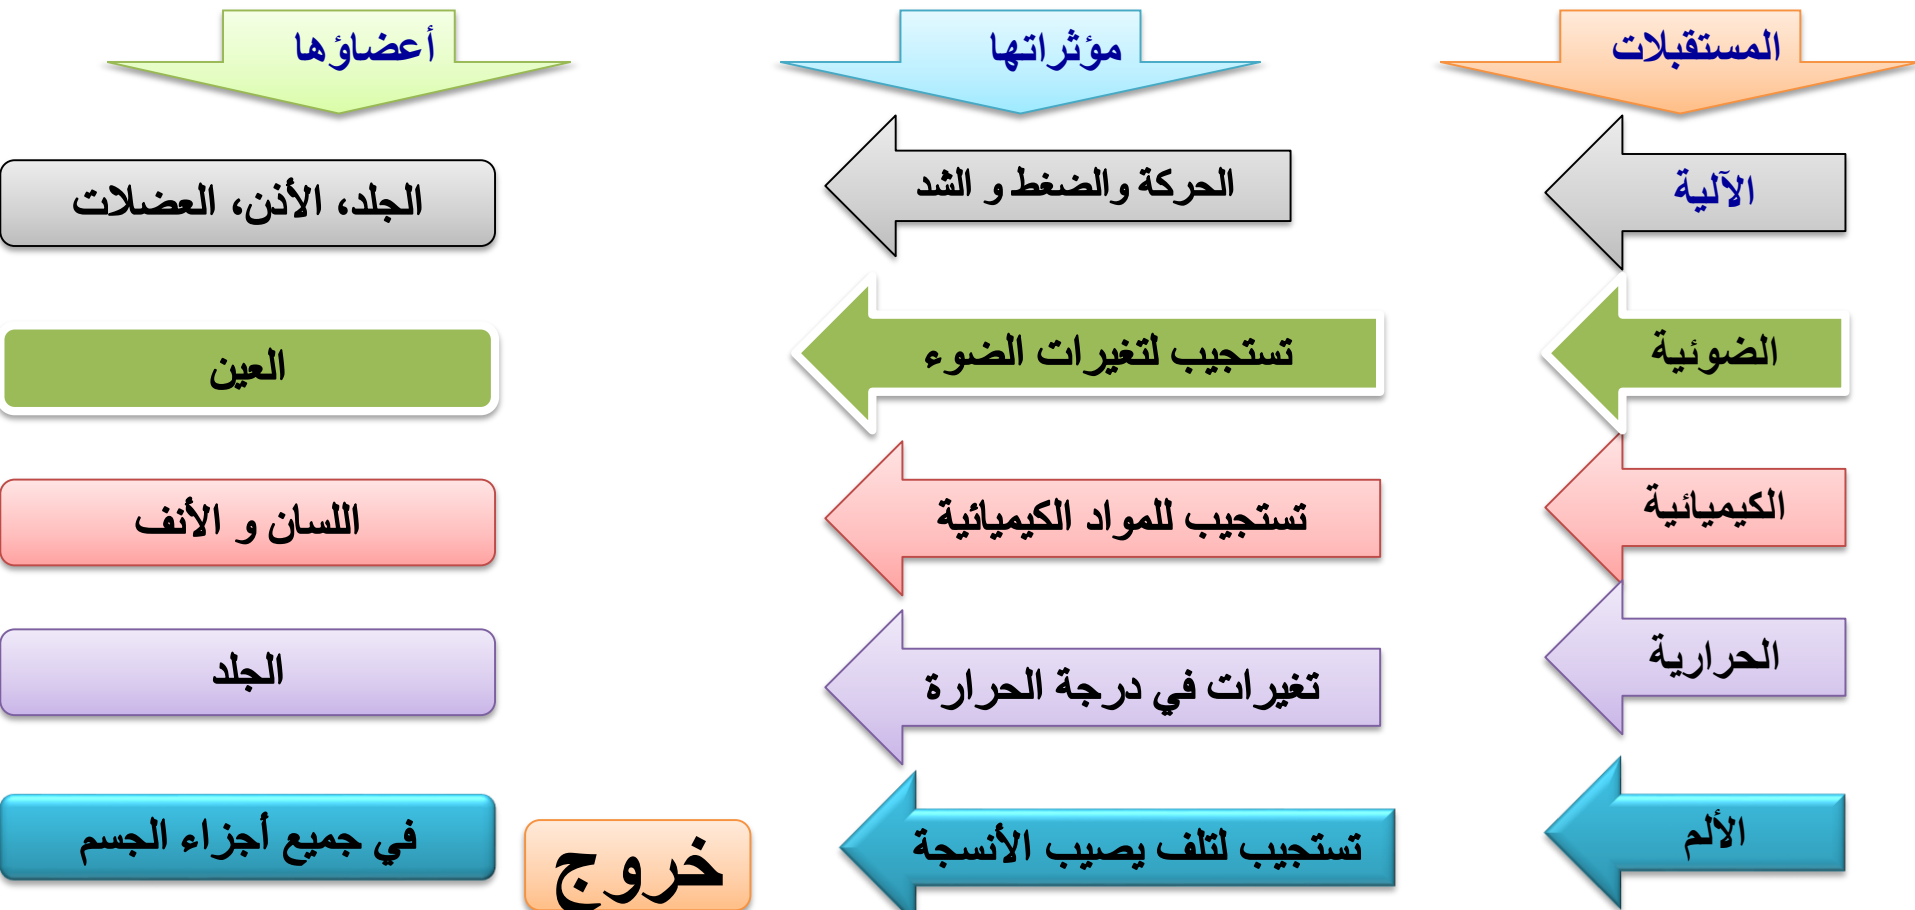 المستقبلات
مؤثراتها
أعضاؤها
الآلية
الحركة والضغط و الشد
الجلد، الأذن، العضلات
الضوئية
تستجيب لتغيرات الضوء
العين
الكيميائية
تستجيب للمواد الكيميائية
اللسان و الأنف
الحرارية
تغيرات في درجة الحرارة
الجلد
الألم
تستجيب لتلف يصيب الأنسجة
في جميع أجزاء الجسم
خروج